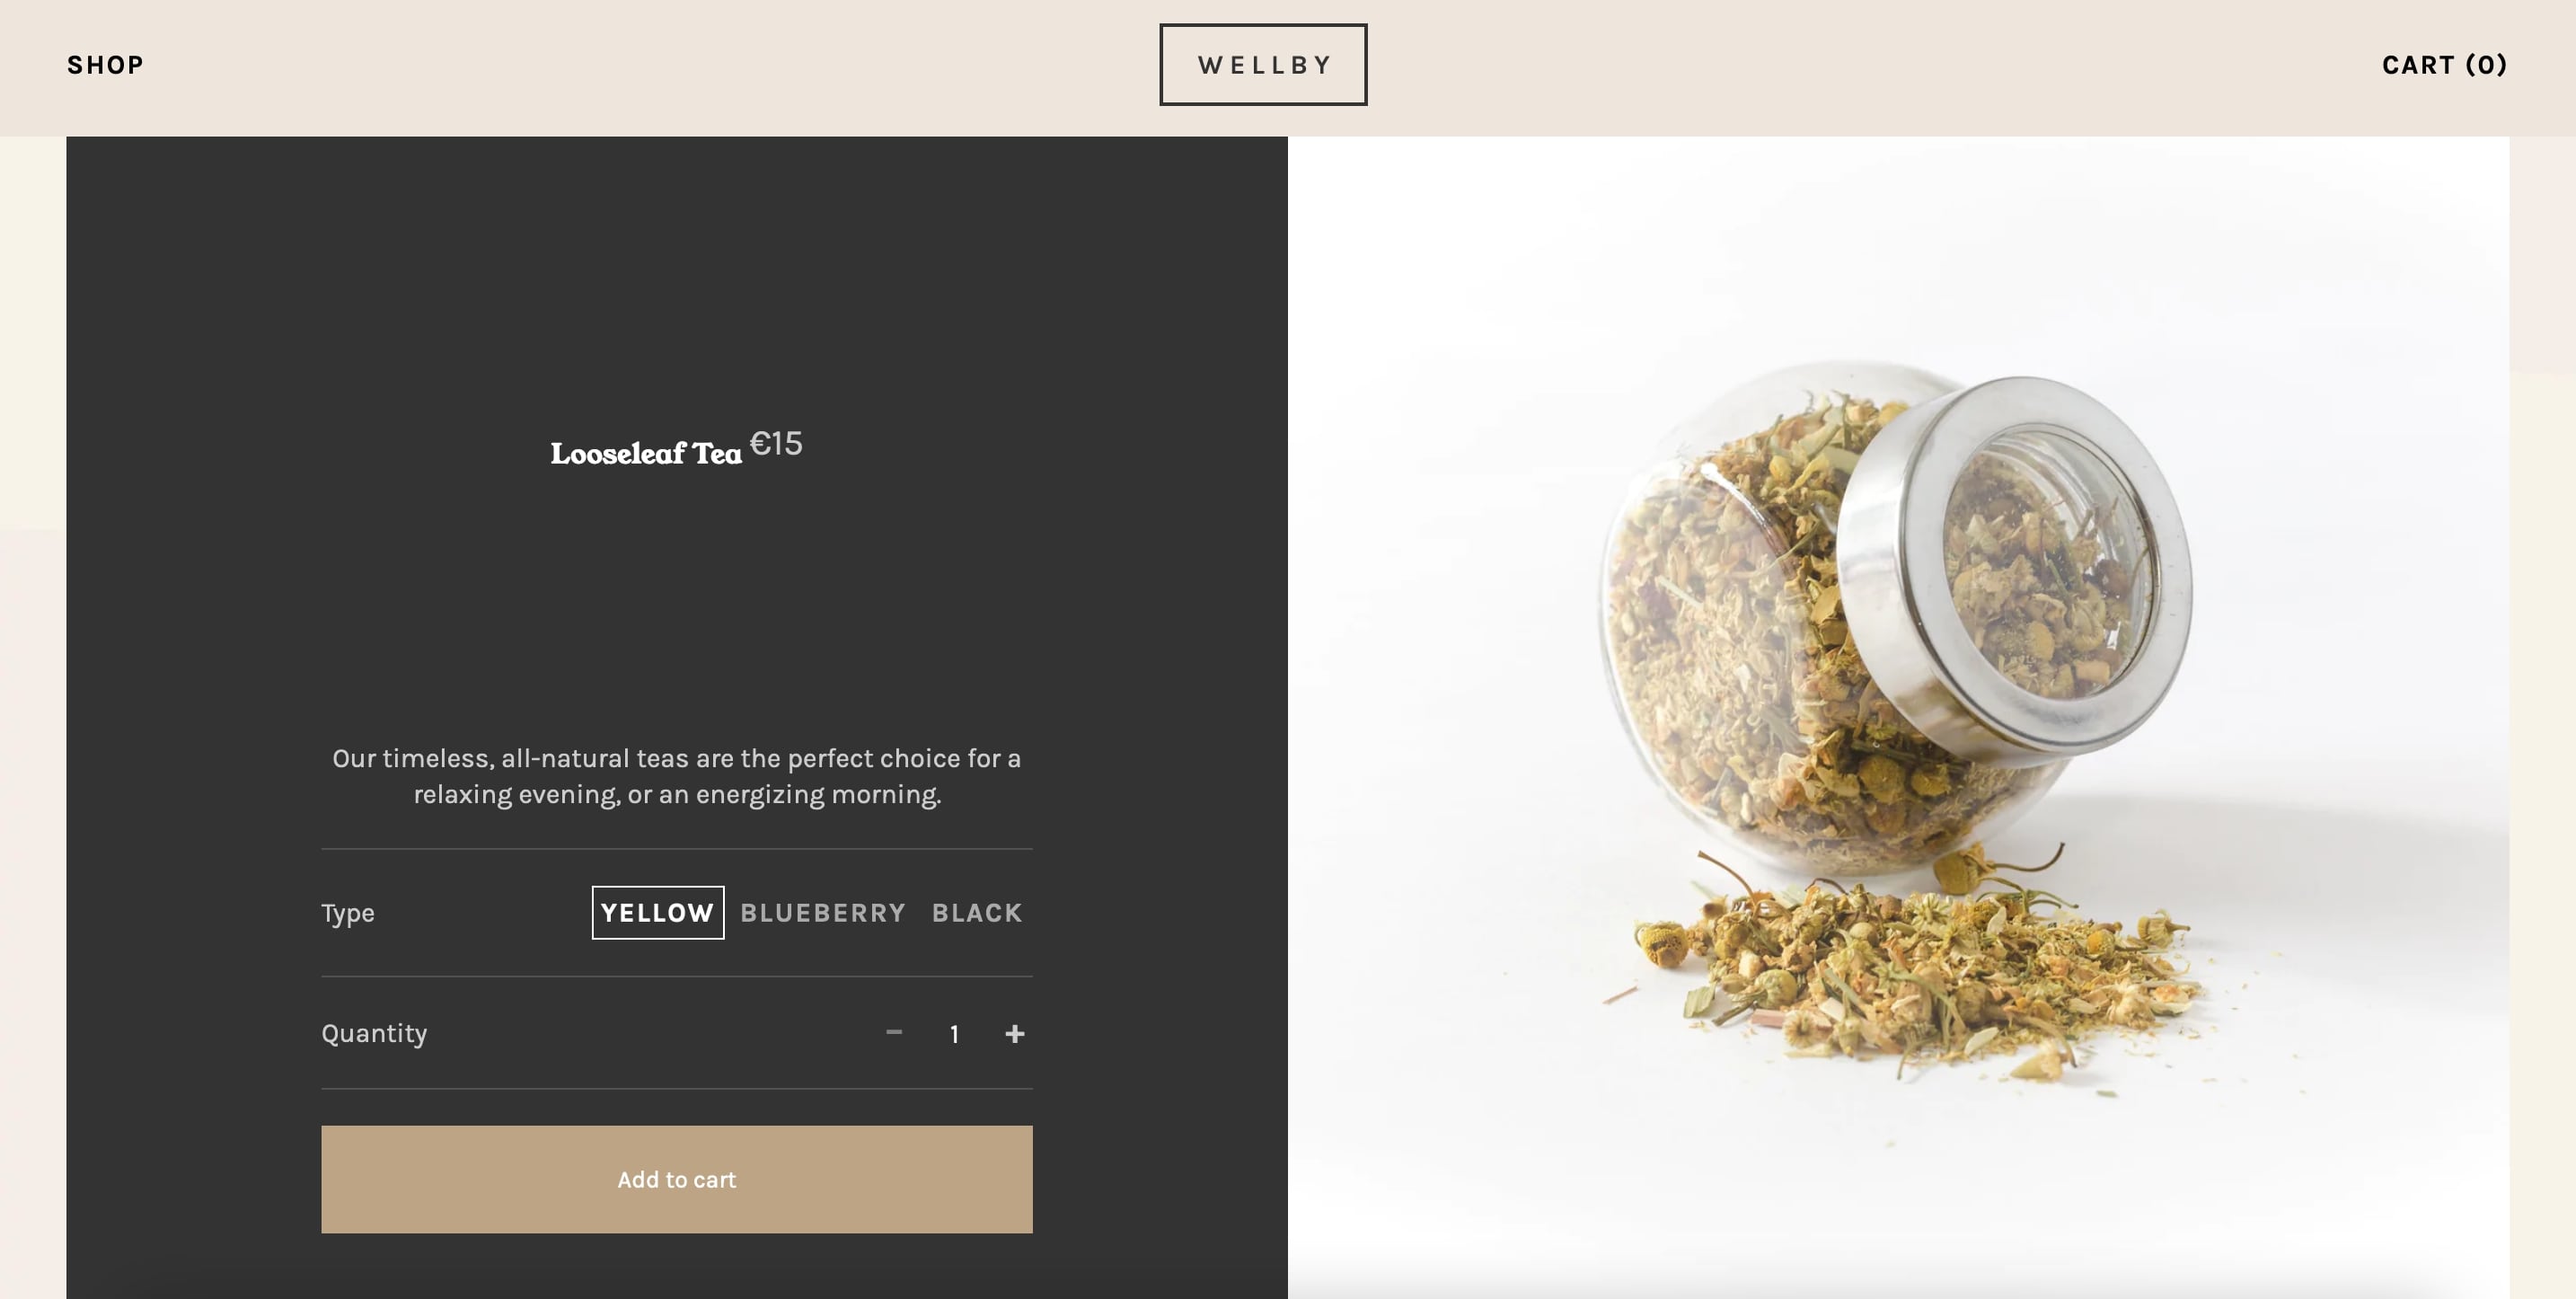 SHOP
WELLBY
CART (0)
Looseleaf Tea €15
Our timeless, all-natural teas are the perfect choice for a
relaxing evening, or an energizing morning.
Type YELLOW BLUEBERRY BLACK
Quantity − 1 +
Add to cart